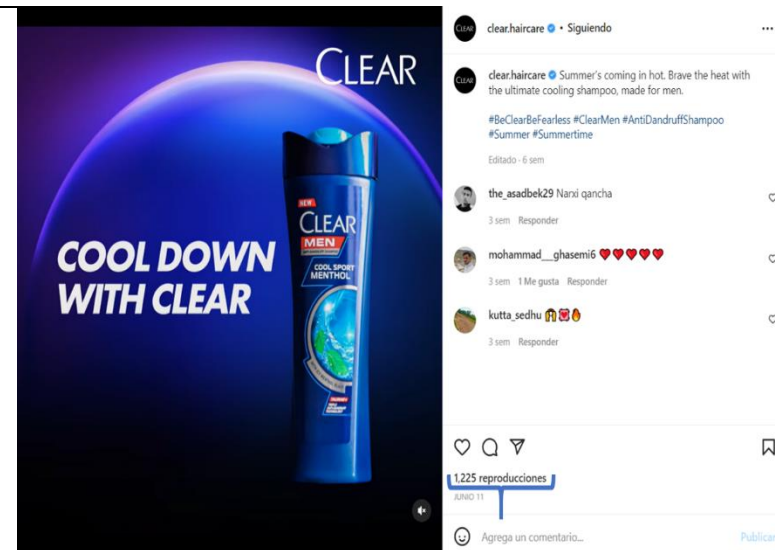 CLEAR
COOL DOWN
WITH CLEAR
NEW
CLEAR
MEN
COOL SPORT
MENTHOL
CLEAR
clear.haircare • Siguiendo
CLEAR
clear.haircare Summer's coming in hot. Brave the heat with
the ultimate cooling shampoo, made for men.
#BeClearBeFearless #ClearMen #AntiDandruffShampoo
#Summer #Summertime
Editado · 6 sem
the_asadbek29 Narxi qancha
3 sem Responder
mohammad__ghasemi6 ❤️❤️❤️❤️❤️
3 sem 1 Me gusta Responder
kutta_sedhu
3 sem Responder
1,225 reproducciones
JUNIO 11
Agrega un comentario...
Publicar